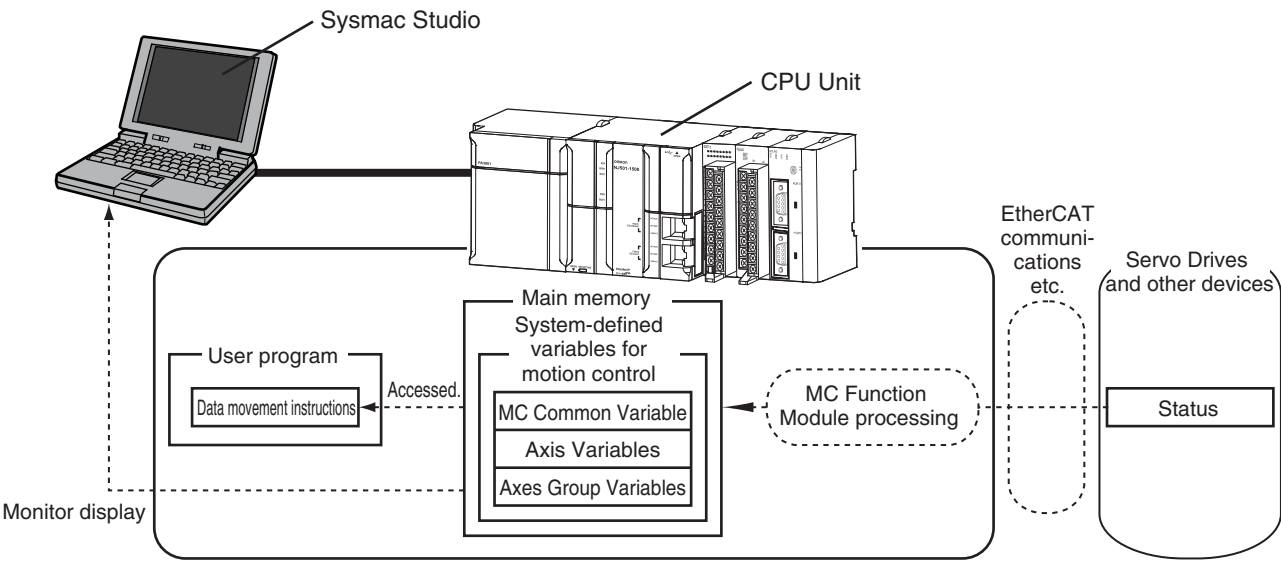 Sysmac Studio
CPU Unit
NJ501-1500
EtherCAT
communi-
cations
etc.
Servo Drives
and other devices
Main memory
System-defined
variables for
motion control
User program
Accessed.
Data movement instructions
MC Common Variable
Axis Variables
Axes Group Variables
MC Function
Module processing
Status
Monitor display